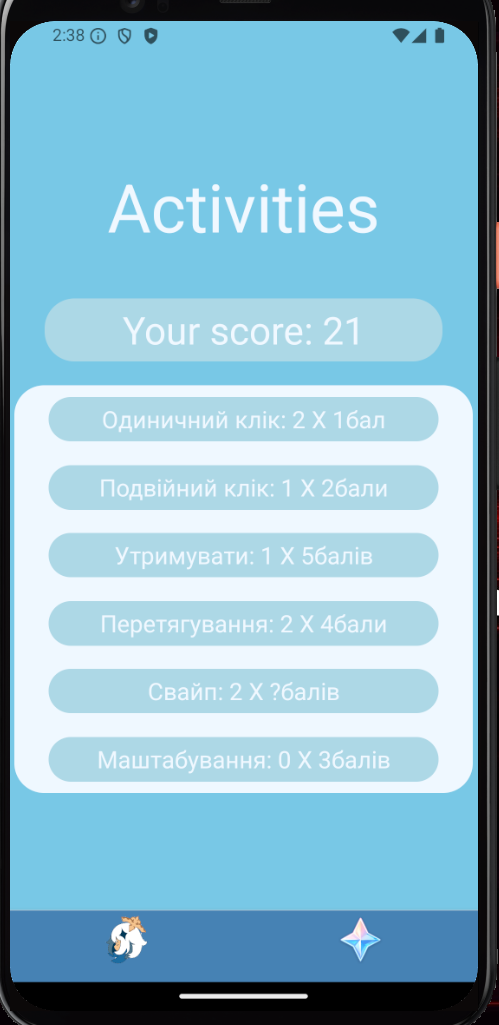 2:38
Activities
Your score: 21
Одиничний клік: 2 X 1бал
Подвійний клік: 1 X 2бали
Утримувати: 1 X 5балів
Перетягування: 2 X 4бали
Свайп: 2 X ?балів
Маштабування: 0 X 3балів